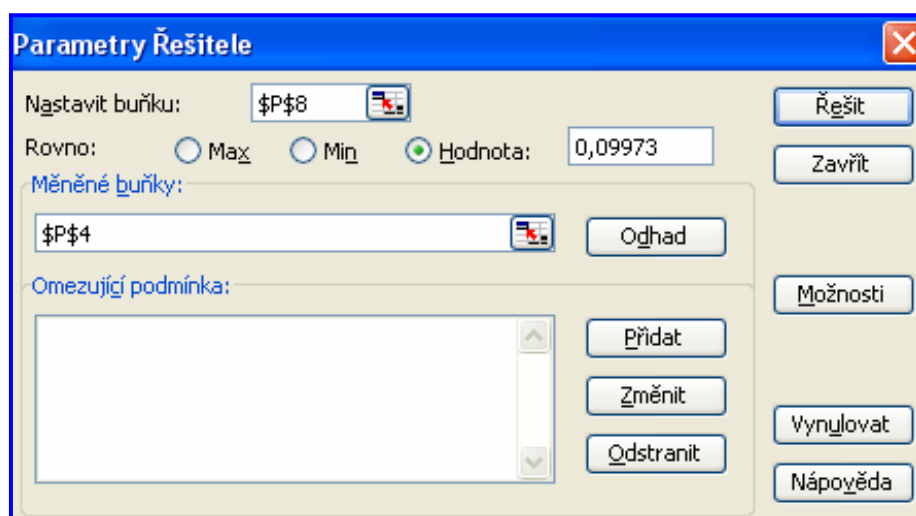 Parametry Řešitele
Nastavit buňku: $P$8 Řešit
Rovno: Max Min Hodnota: 0,09973 Zavřít
Měněné buňky:
$P$4 Odhad
Omezující podmínka: Možnosti
Přidat
Změnit
Vynulovat
Odstranit
Nápověda